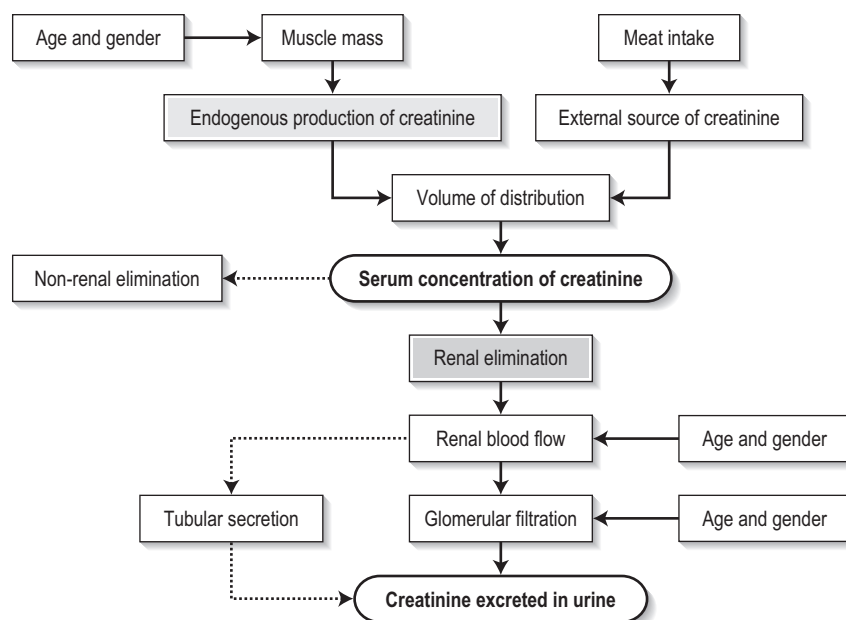 Age and gender
Muscle mass
Meat intake
Endogenous production of creatinine
External source of creatinine
Volume of distribution
Non-renal elimination
Serum concentration of creatinine
Renal elimination
Renal blood flow
Age and gender
Tubular secretion
Glomerular filtration
Age and gender
Creatinine excreted in urine